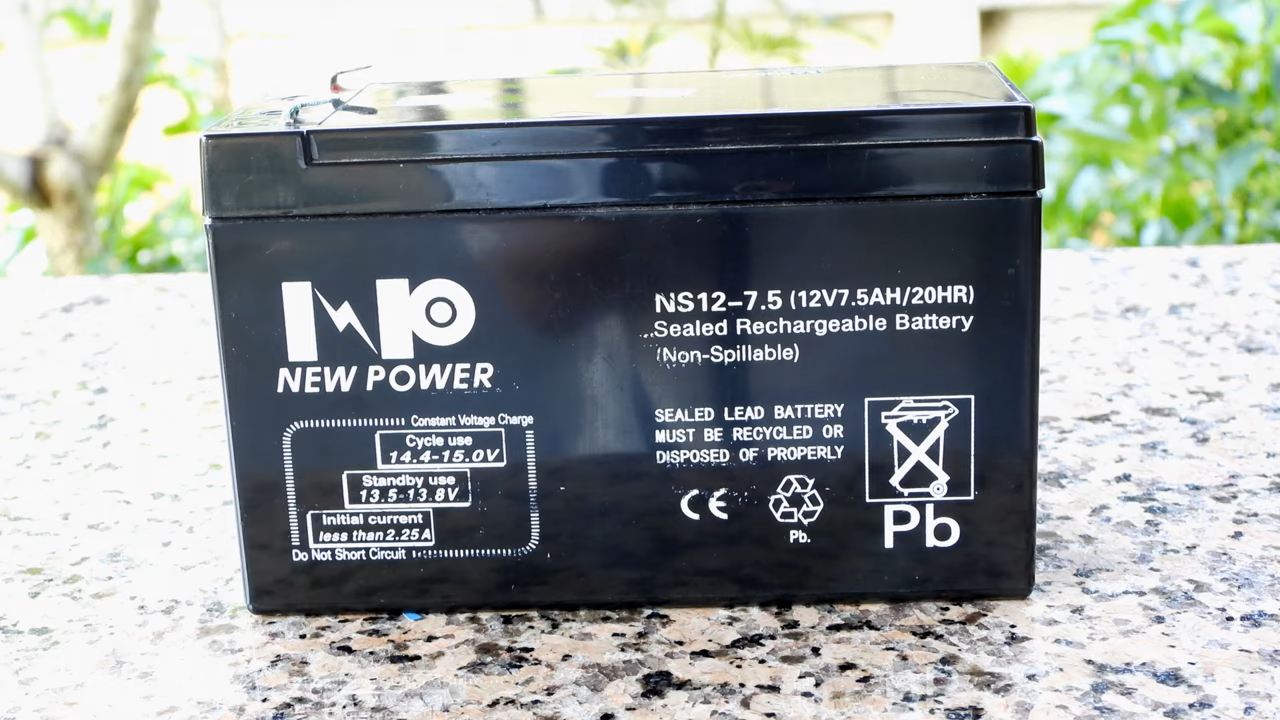 NP
NEW POWER
Constant Voltage Charge
Cycle use
14.4-15.0V
Standby use
13.5-13.8V
Initial current
less than 2.25A
Do Not Short Circuit
NS12-7.5 (12V7.5AH/20HR)
Sealed Rechargeable Battery
(Non-Spillable)
SEALED LEAD BATTERY
MUST BE RECYCLED OR
DISPOSED OF PROPERLY
CE
Pb.
Pb